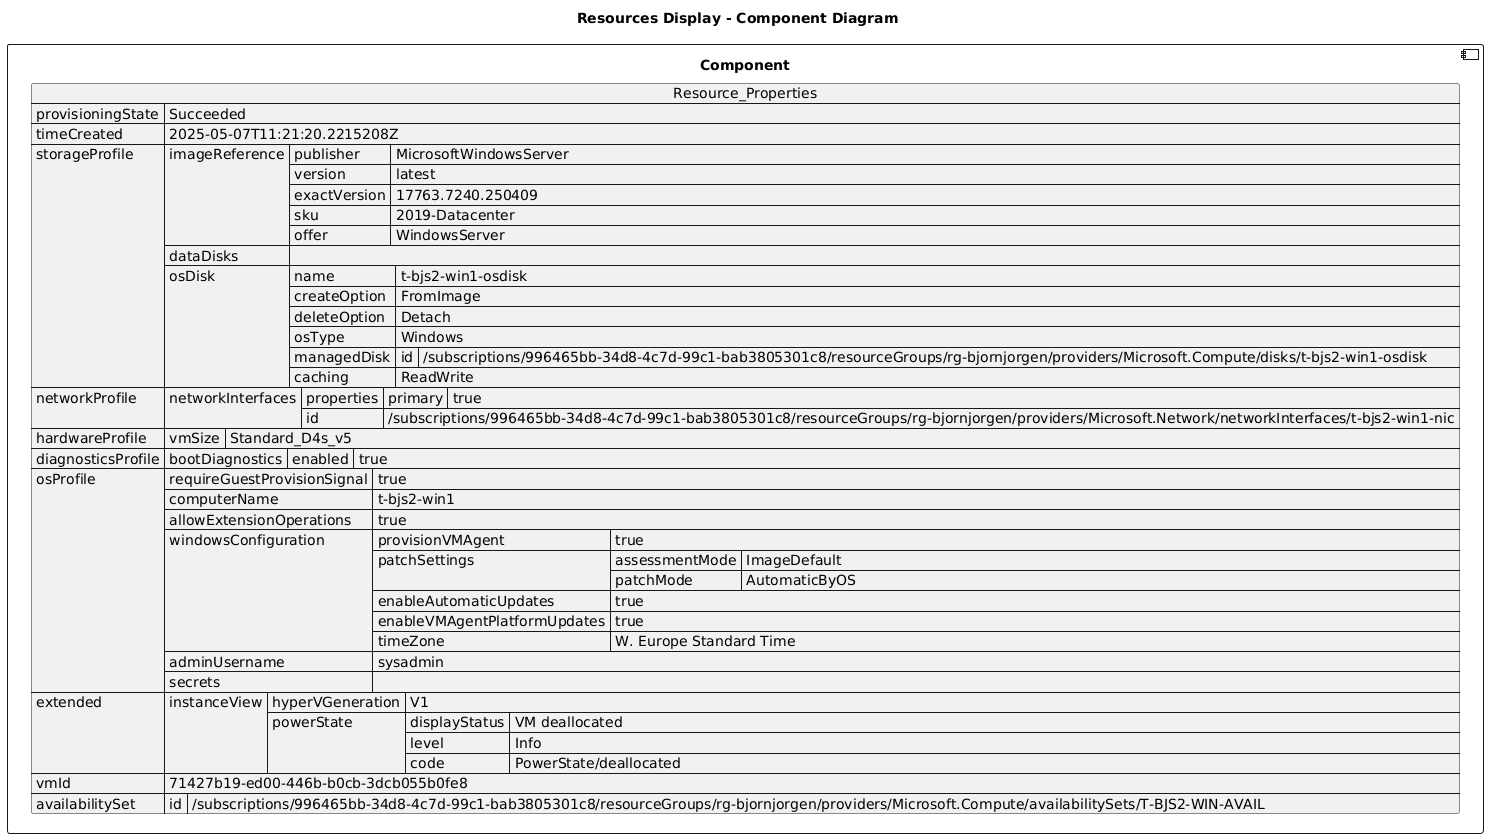 Resources Display - Component Diagram
Component
Resource_Properties
provisioningState Succeeded
timeCreated 2025-05-07T11:21:20.2215208Z
storageProfile imageReference publisher MicrosoftWindowsServer
version latest
exactVersion 17763.7240.250409
sku 2019-Datacenter
offer WindowsServer
dataDisks
osDisk name t-bjs2-win1-osdisk
createOption FromImage
deleteOption Detach
osType Windows
managedDisk id /subscriptions/996465bb-34d8-4c7d-99c1-bab3805301c8/resourceGroups/rg-bjornjorgen/providers/Microsoft.Compute/disks/t-bjs2-win1-osdisk
caching ReadWrite
networkProfile networkInterfaces properties primary true
id /subscriptions/996465bb-34d8-4c7d-99c1-bab3805301c8/resourceGroups/rg-bjornjorgen/providers/Microsoft.Network/networkInterfaces/t-bjs2-win1-nic
hardwareProfile vmSize Standard_D4s_v5
diagnosticsProfile bootDiagnostics enabled true
osProfile requireGuestProvisionSignal true
computerName t-bjs2-win1
allowExtensionOperations true
windowsConfiguration provisionVMAgent true
patchSettings assessmentMode ImageDefault
patchMode AutomaticByOS
enableAutomaticUpdates true
enableVMAgentPlatformUpdates true
timeZone W. Europe Standard Time
adminUsername sysadmin
secrets
extended instanceView hyperVGeneration V1
powerState displayStatus VM deallocated
level Info
code PowerState/deallocated
vmId 71427b19-ed00-446b-b0cb-3dcb055b0fe8
availabilitySet id /subscriptions/996465bb-34d8-4c7d-99c1-bab3805301c8/resourceGroups/rg-bjornjorgen/providers/Microsoft.Compute/availabilitySets/T-BJS2-WIN-AVAIL